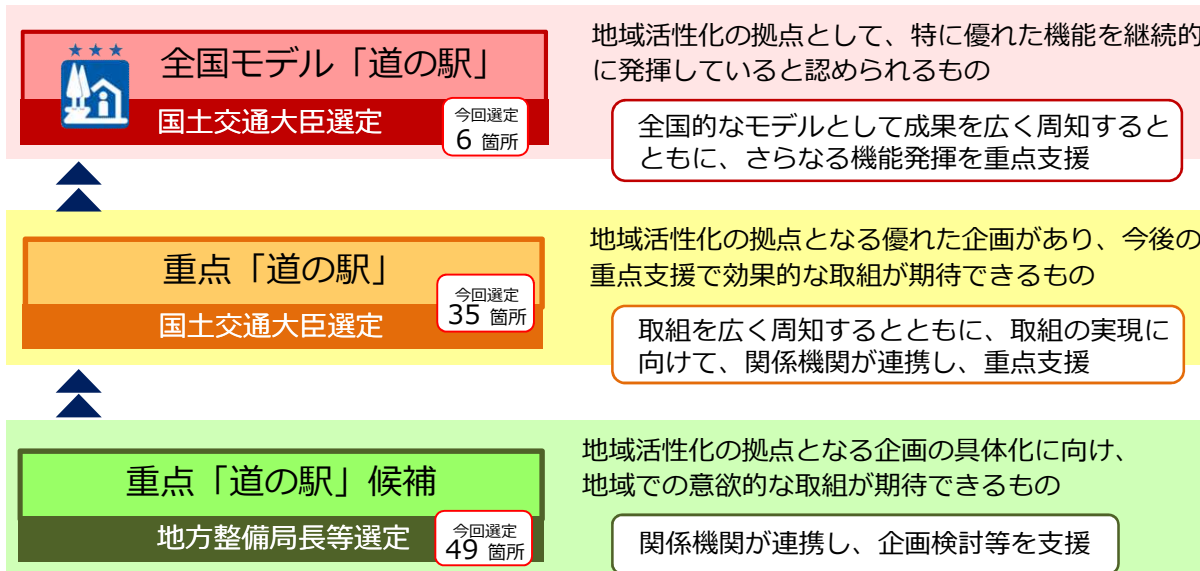 全国モデル「道の駅」
国土交通大臣選定
今回選定
6 箇所
地域活性化の拠点として、特に優れた機能を継続的
に発揮していると認められるもの
全国的なモデルとして成果を広く周知すると
ともに、さらなる機能発揮を重点支援
重点「道の駅」
国土交通大臣選定
今回選定
35 箇所
地域活性化の拠点となる優れた企画があり、今後の
重点支援で効果的な取組が期待できるもの
取組を広く周知するとともに、取組の実現に
向けて、関係機関が連携し、重点支援
重点「道の駅」候補
地方整備局長等選定
今回選定
49 箇所
地域活性化の拠点となる企画の具体化に向け、
地域での意欲的な取組が期待できるもの
関係機関が連携し、企画検討等を支援